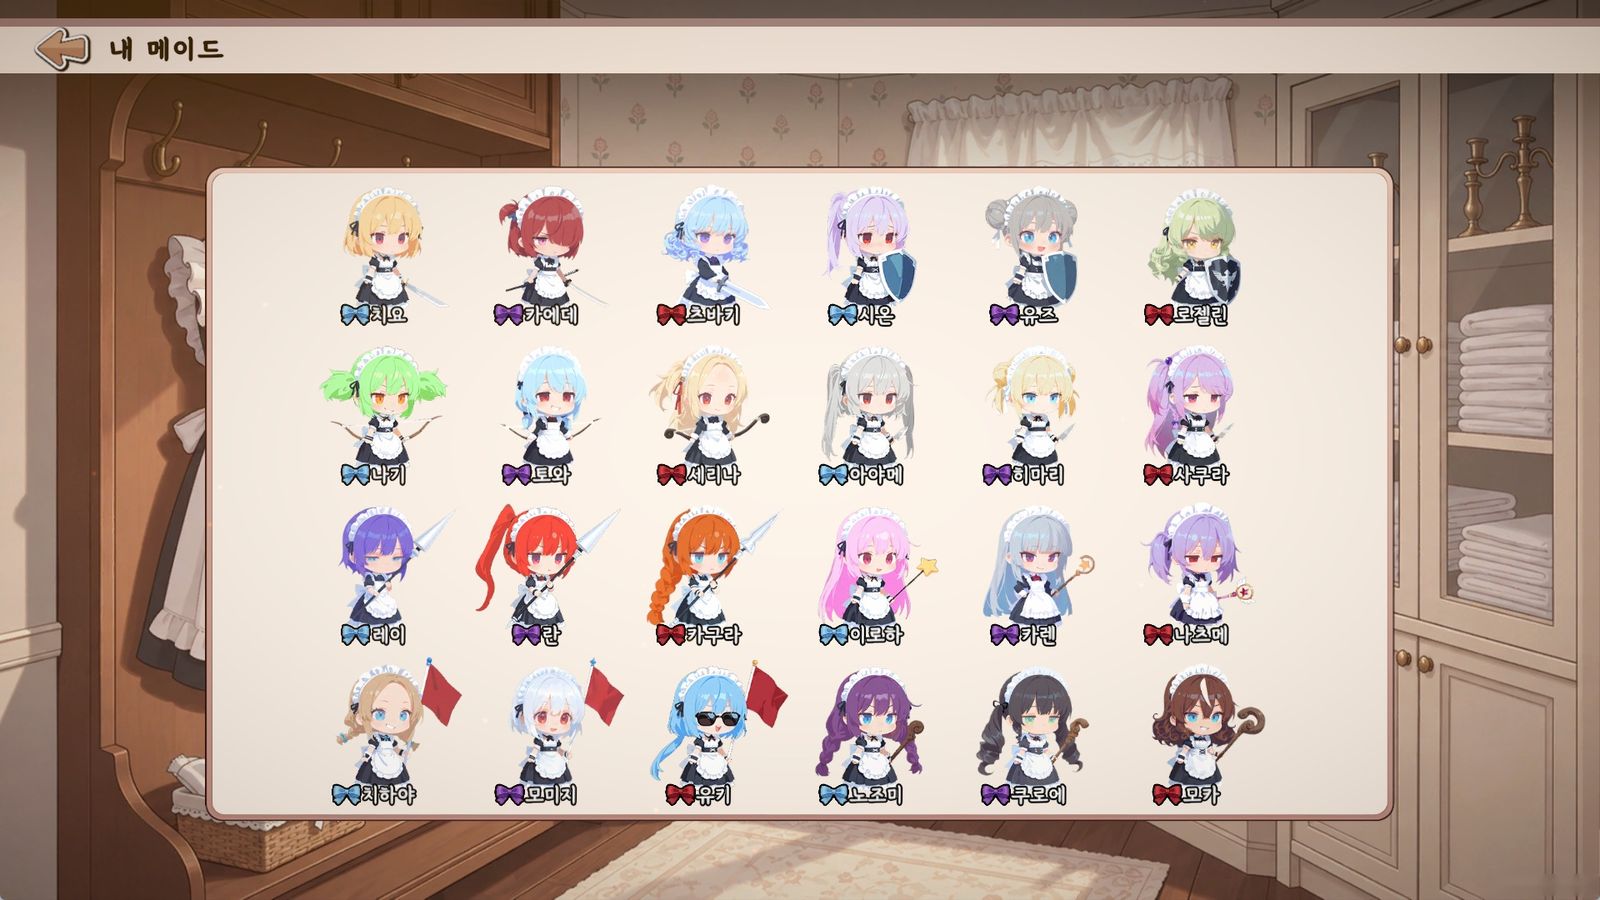 내 메이드
치요
카에데
츠바키
시온
유즈
로젤린
나기
토와
세리나
아야메
히마리
사쿠라
레이
란
카구라
이로하
카렌
나츠메
치하야
모미지
유키
노조미
쿠로에
모카